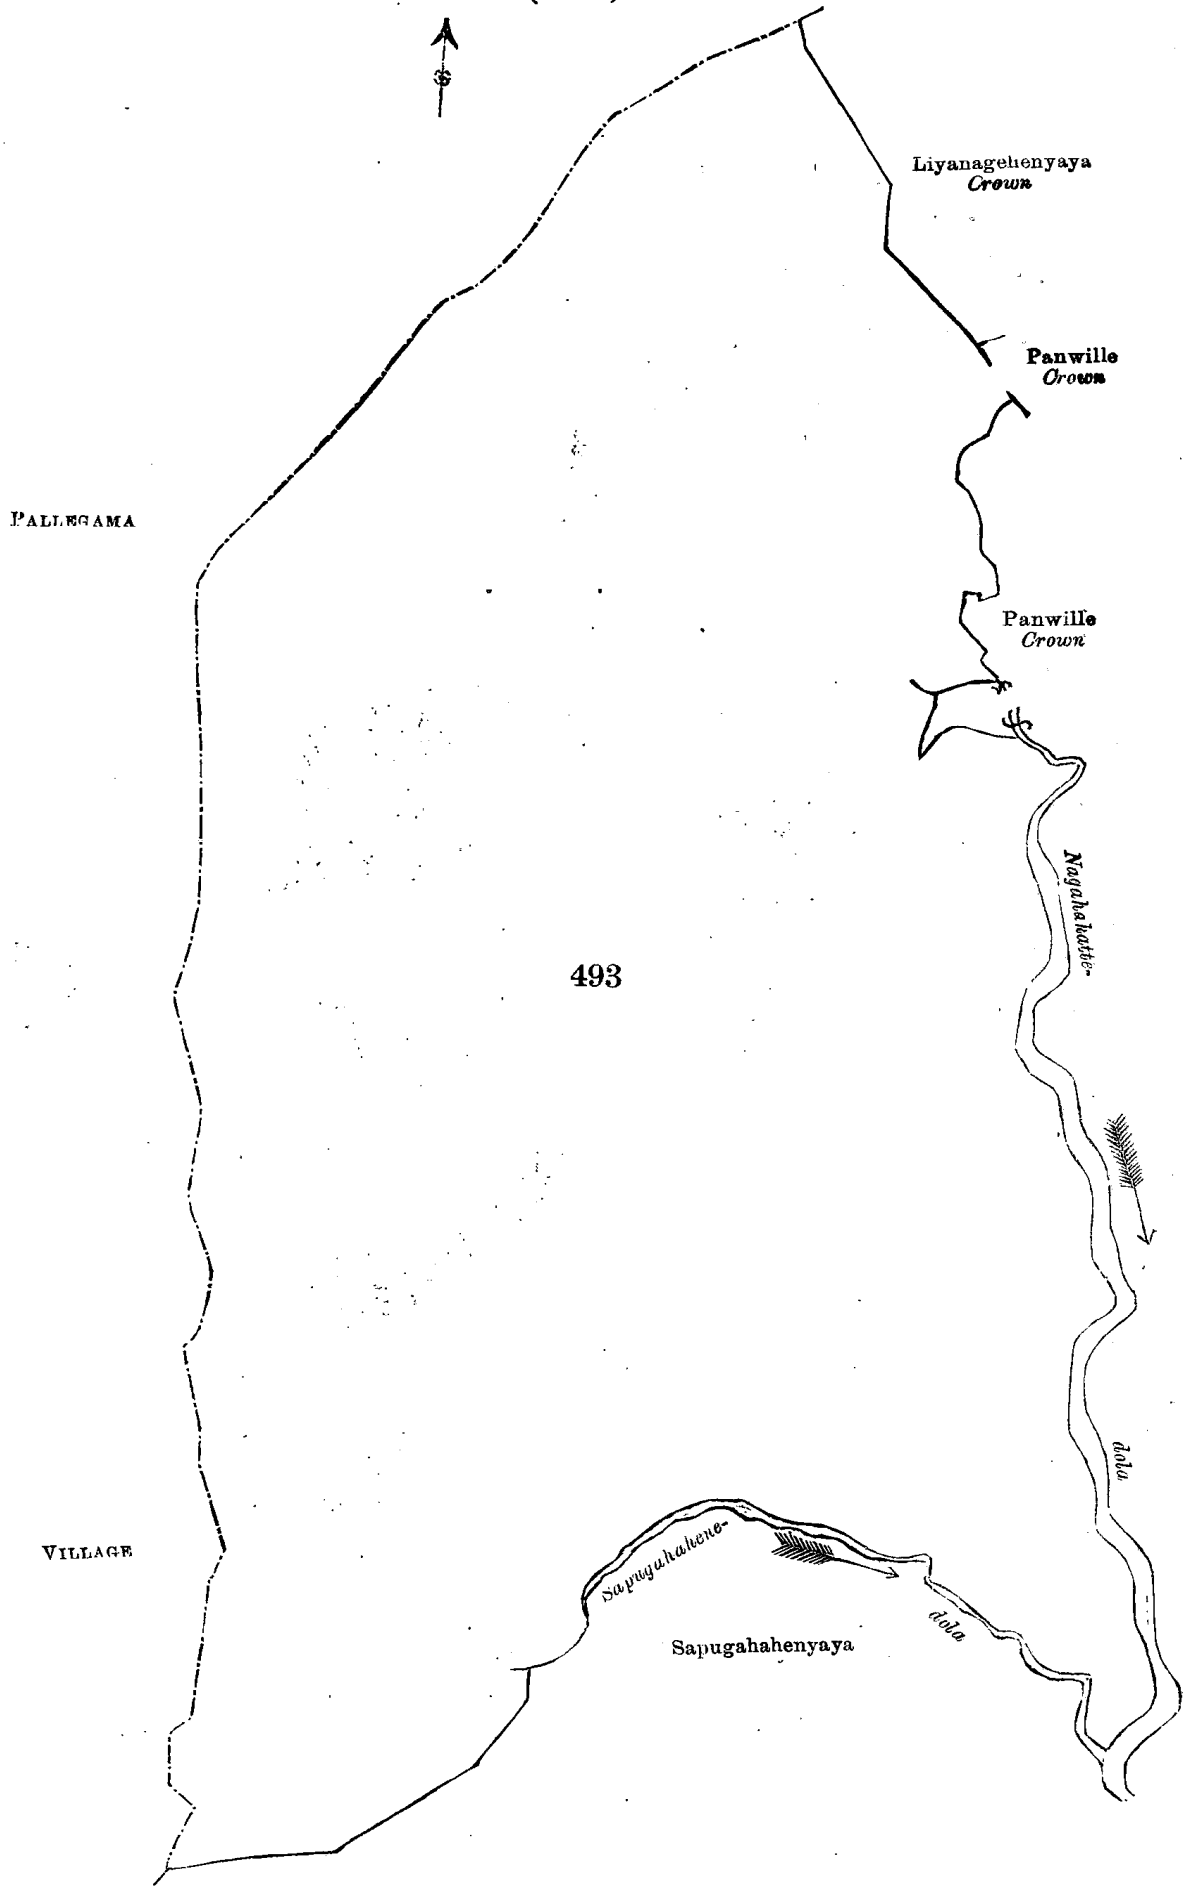 Liyanagehenyaya
Crown
Panwille
Crown
PALLEGAMA
Panwille
Crown
Nagahahatte-
493
dola
VILLAGE
Sapugahahene-
dola
Sapugahahenyaya